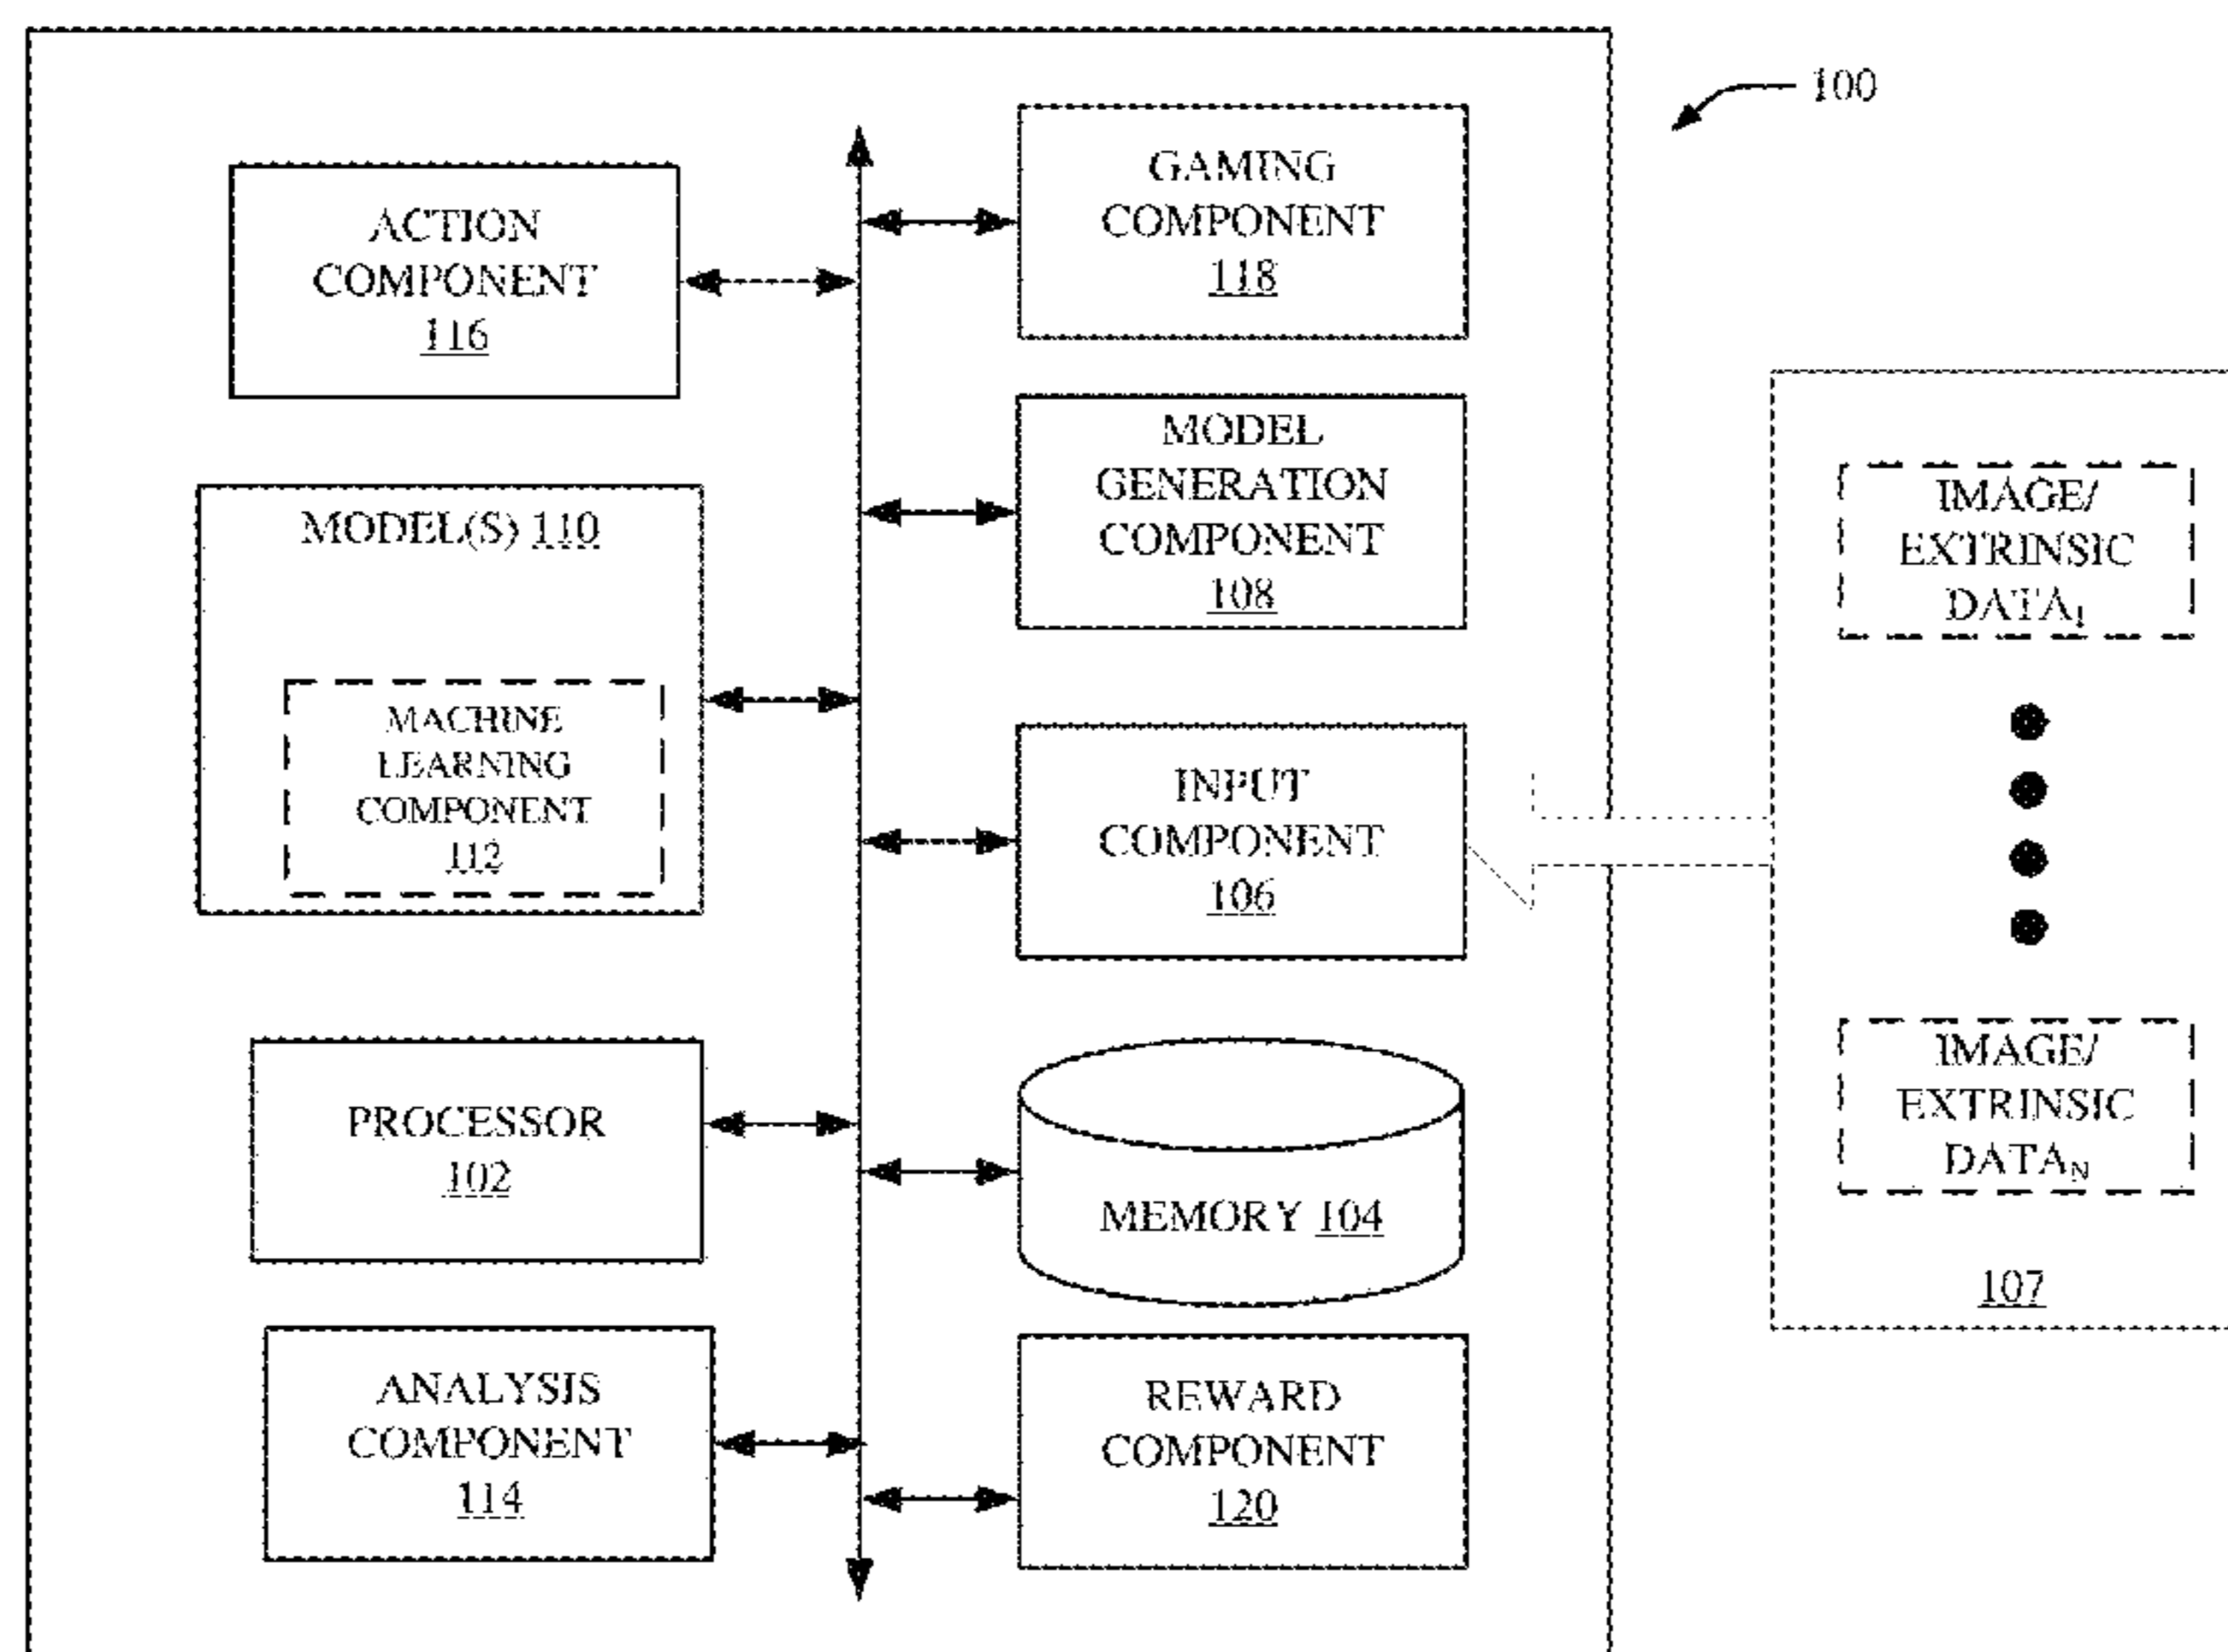 100
ACTION
COMPONENT
116
GAMING
COMPONENT
118
MODEL(S) 110
MACHINE
LEARNING
COMPONENT
112
MODEL
GENERATION
COMPONENT
108
INPUT
COMPONENT
106
PROCESSOR
102
MEMORY 104
ANALYSIS
COMPONENT
114
REWARD
COMPONENT
120
IMAGE/
EXTRINSIC
DATA₁
IMAGE/
EXTRINSIC
DATAN
107